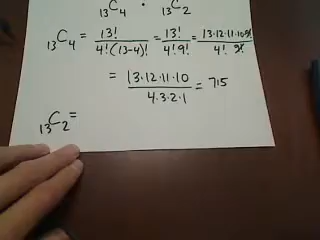 ₁₃C₄ · ₁₃C₂
₁₃C₄ = 13!/4!(13-4)! = 13!/4!9! = 13·12·11·10·9!/4! 9!
= 13·12·11·10/4·3·2·1 = 715
₁₃C₂ =